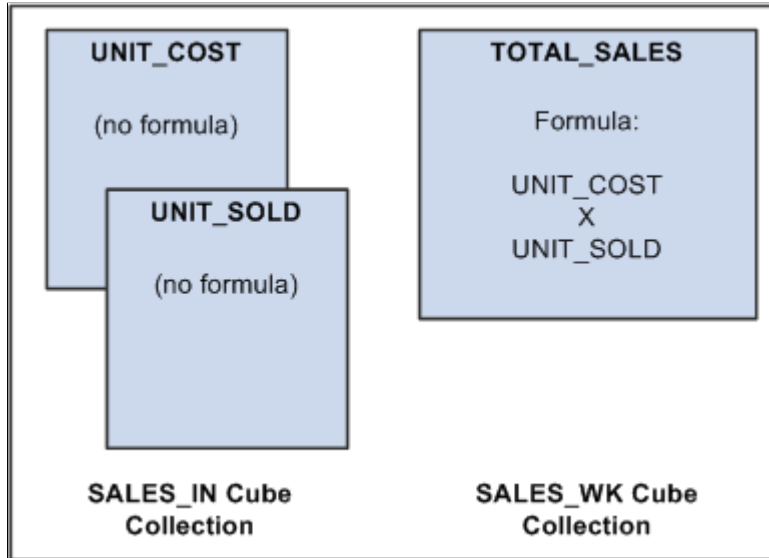 UNIT_COST
(no formula)
UNIT_SOLD
(no formula)
SALES_IN Cube
Collection
TOTAL_SALES
Formula:
UNIT_COST
X
UNIT_SOLD
SALES_WK Cube
Collection